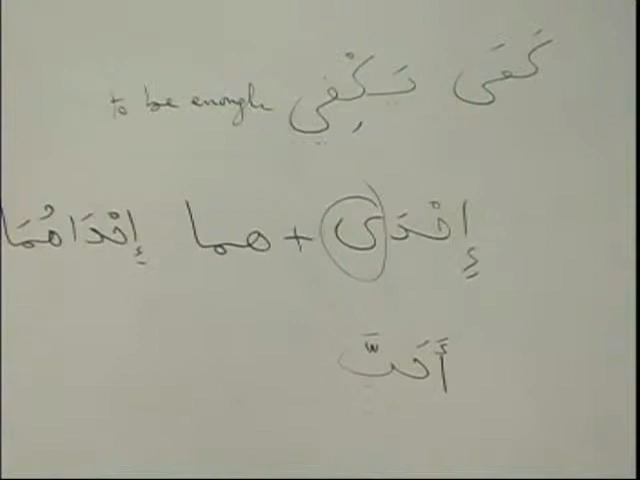 كَفَى يَكْفِي to be enough
إِحْدَى + هما إِحْدَاهُمَا
أَحَبَّ